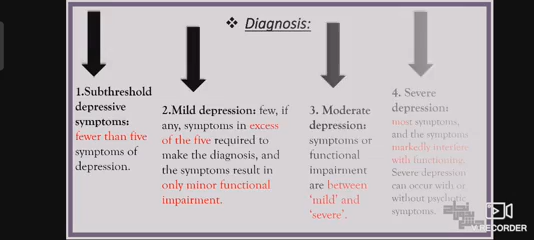 ❖ Diagnosis:
1.Subthreshold
depressive
symptoms:
fewer than five
symptoms of
depression.
2.Mild depression: few, if
any, symptoms in excess
of the five required to
make the diagnosis, and
the symptoms result in
only minor functional
impairment.
3. Moderate
depression:
symptoms or
functional
impairment
are between
'mild' and
'severe'.
4. Severe
depression:
most symptoms,
and the symptoms
markedly interfere
with functioning.
Severe depression
can occur with or
without psychotic
symptoms.
V.RECORDER